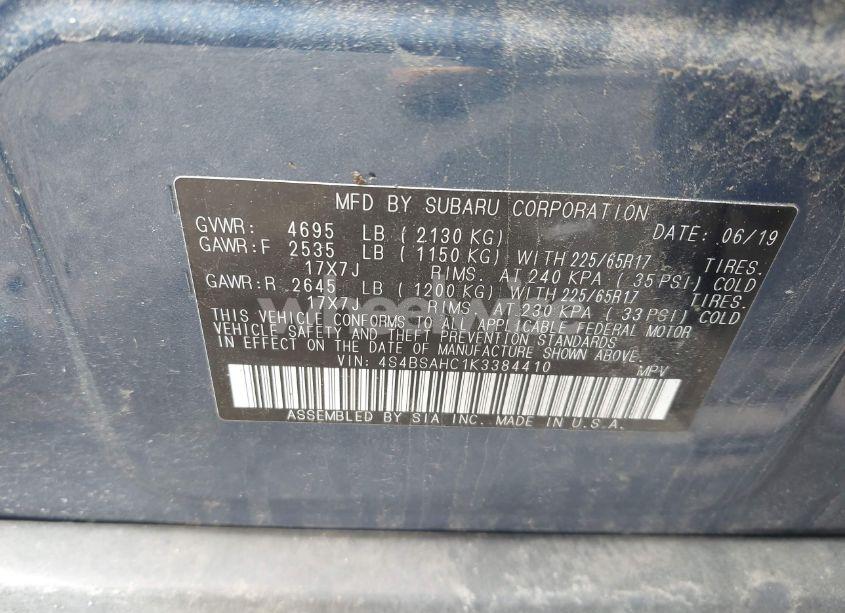 MFD BY SUBARU CORPORATION
GVWR: 4695 LB ( 2130 KG) DATE: 06/19
GAWR:F 2535 LB ( 1150 KG) WITH 225/65R17 TIRES.
17X7J RIMS. AT 240 KPA ( 35 PSI) COLD
GAWR:R 2645 LB ( 1200 KG) WITH 225/65R17 TIRES.
17X7J RIMS. AT 230 KPA ( 33 PSI) COLD
THIS VEHICLE CONFORMS TO ALL APPLICABLE FEDERAL MOTOR
VEHICLE SAFETY AND THEFT PREVENTION STANDARDS
IN EFFECT ON THE DATE OF MANUFACTURE SHOWN ABOVE.
VIN: 4S4BSAHC1K3384410 MPV
ASSEMBLED BY SIA INC. MADE IN U.S.A.